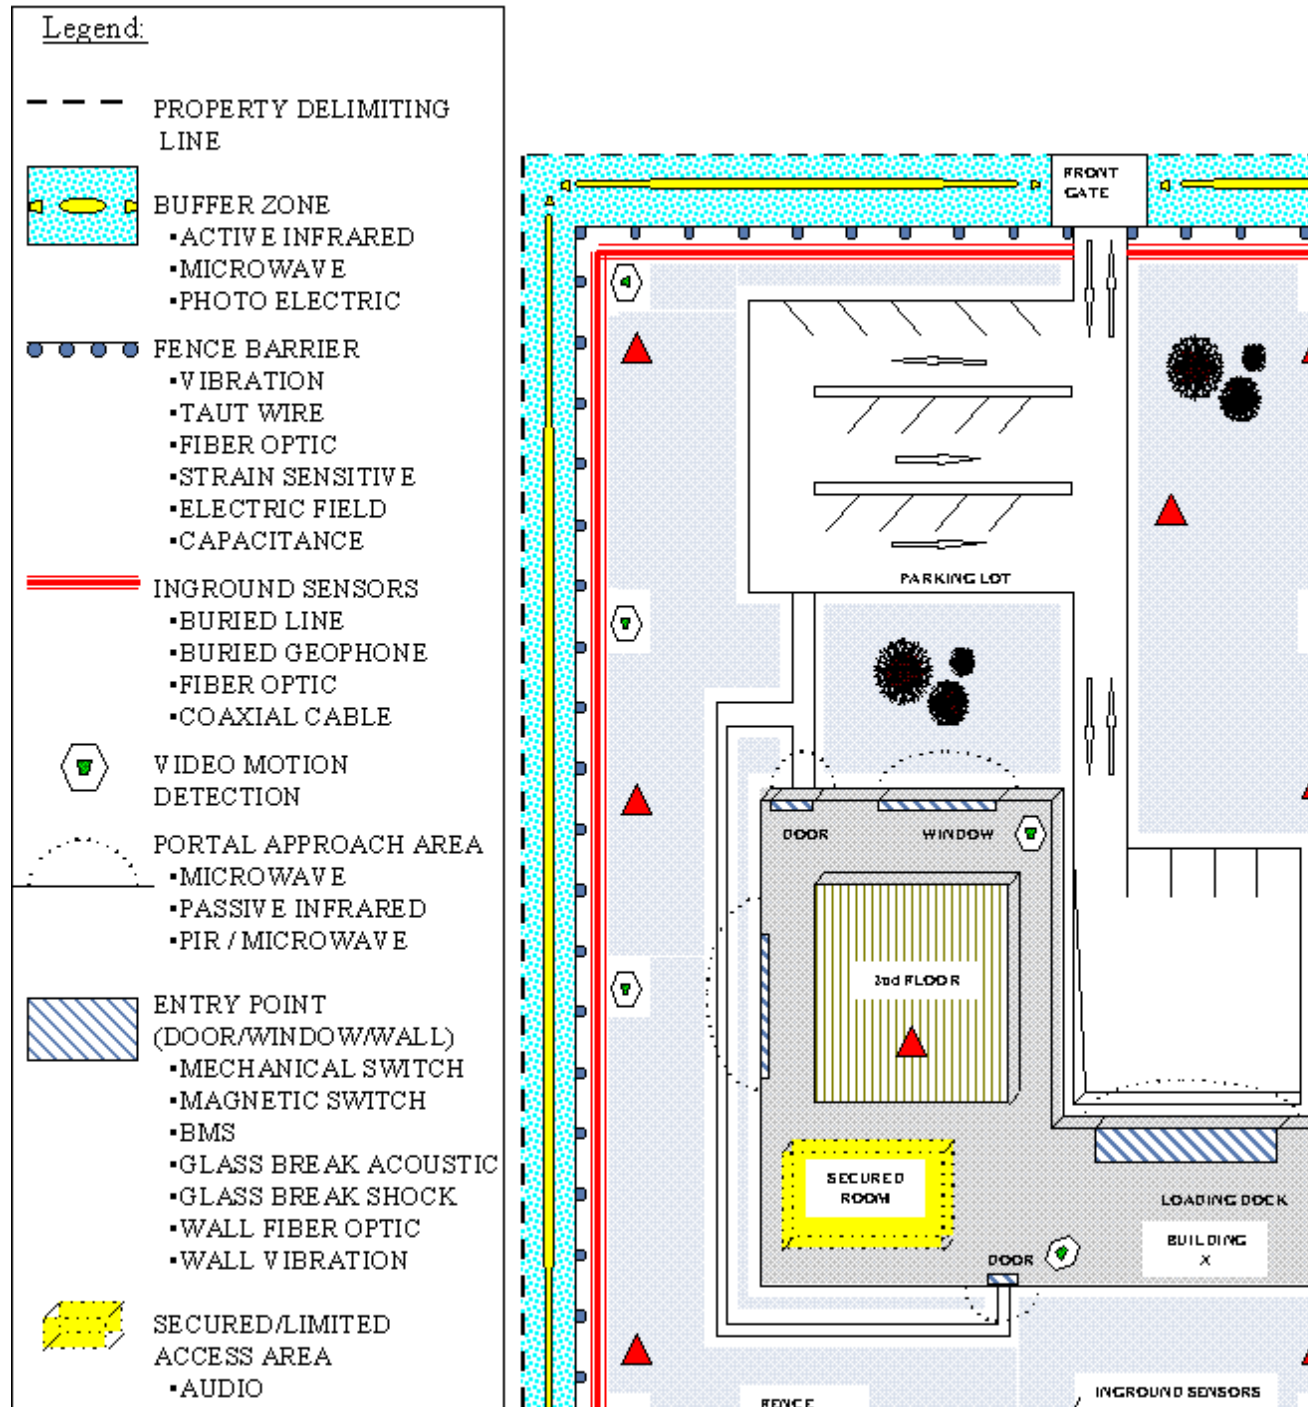 Legend:
PROPERTY DELIMITING
LINE
BUFFER ZONE
▪ACTIVE INFRARED
▪MICROWAVE
▪PHOTO ELECTRIC
FENCE BARRIER
▪VIBRATION
▪TAUT WIRE
▪FIBER OPTIC
▪STRAIN SENSITIVE
▪ELECTRIC FIELD
▪CAPACITANCE
INGROUND SENSORS
▪BURIED LINE
▪BURIED GEOPHONE
▪FIBER OPTIC
▪COAXIAL CABLE
VIDEO MOTION
DETECTION
PORTAL APPROACH AREA
▪MICROWAVE
▪PASSIVE INFRARED
▪PIR / MICROWAVE
ENTRY POINT
(DOOR/WINDOW/WALL)
▪MECHANICAL SWITCH
▪MAGNETIC SWITCH
▪BMS
▪GLASS BREAK ACOUSTIC
▪GLASS BREAK SHOCK
▪WALL FIBER OPTIC
▪WALL VIBRATION
SECURED/LIMITED
ACCESS AREA
▪AUDIO
FRONT
GATE
PARKING LOT
DOOR
WINDOW
2nd FLOOR
SECURED
ROOM
LOADING DOCK
BUILDING
X
DOOR
INGROUND SENSORS
FENCE